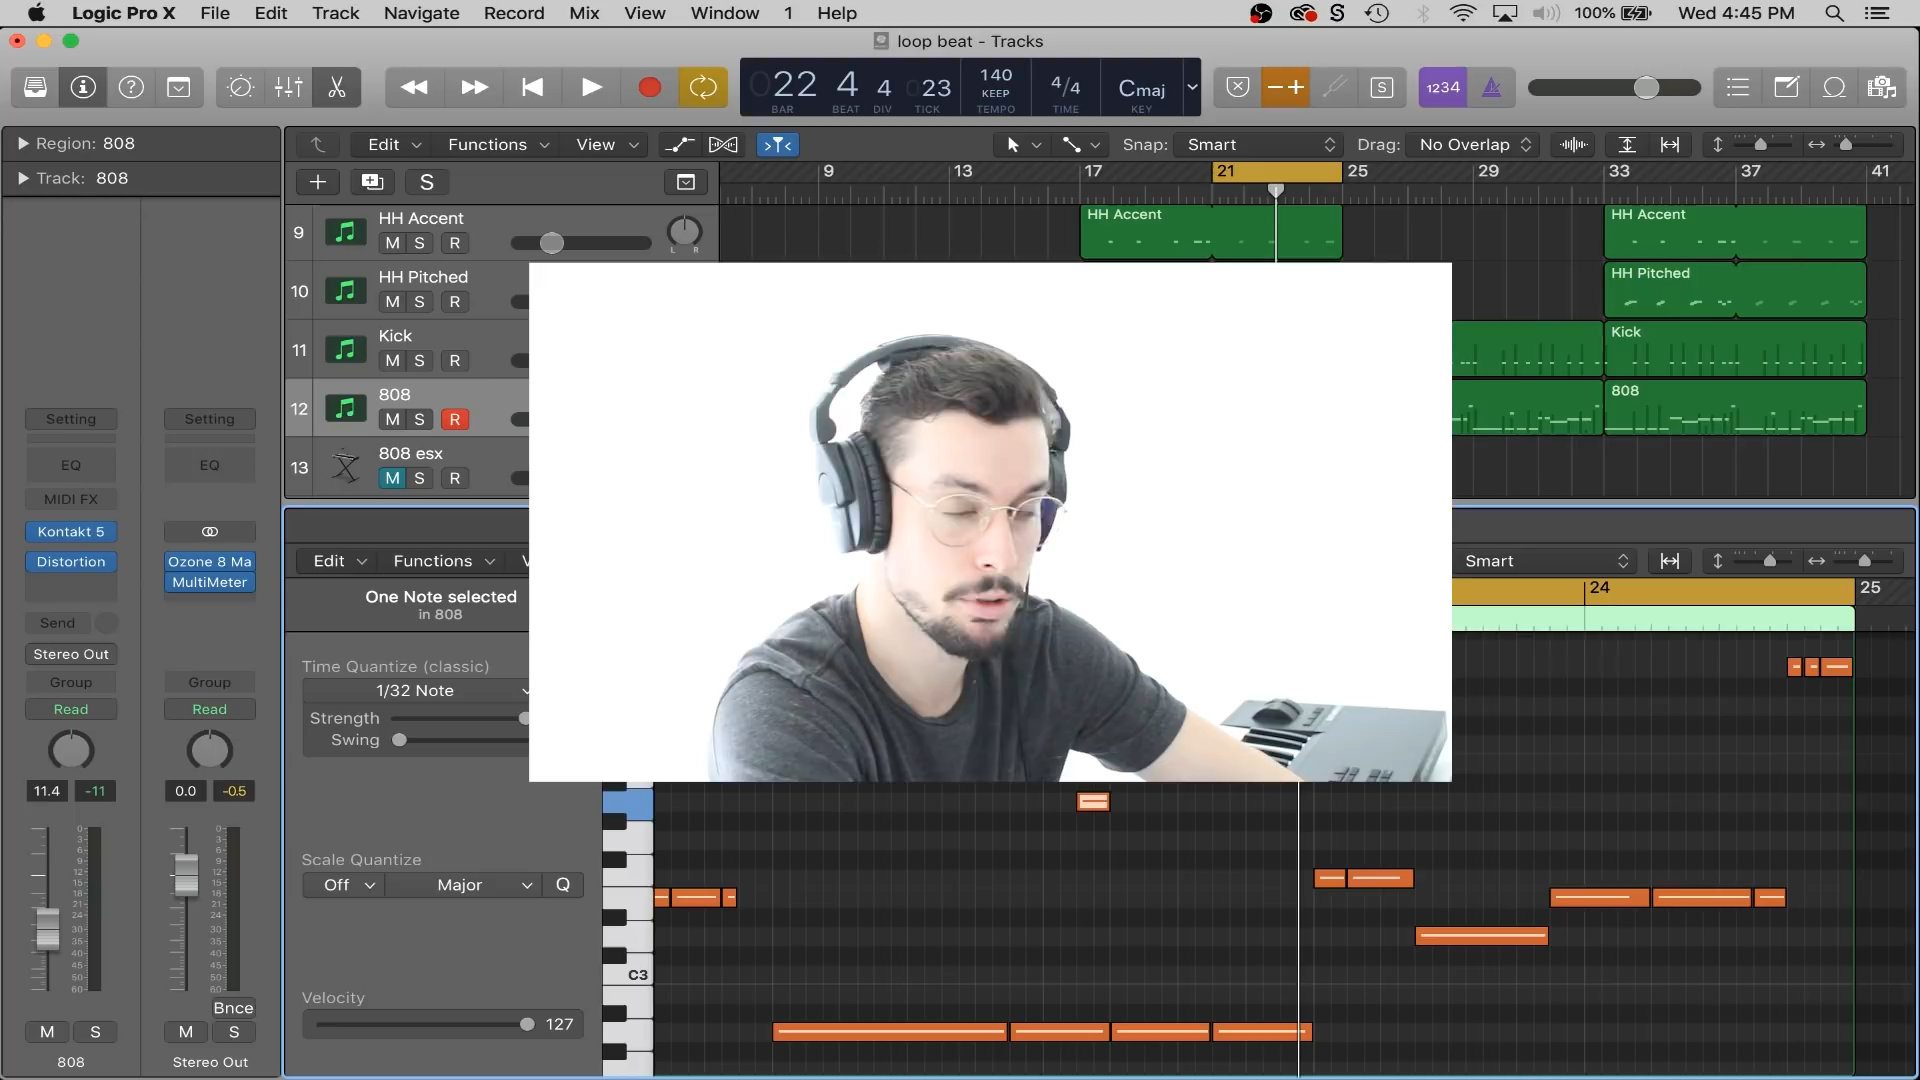 Logic Pro X File Edit Track Navigate Record Mix View Window 1 Help 100% Wed 4:45 PM
loop beat - Tracks
22 4 4 023 140 KEEP 4/4 Cmaj 1234
BAR BEAT DIV TICK TEMPO TIME KEY
S
Region: 808
Track: 808
Edit Functions View Snap: Smart Drag: No Overlap
S
9 13 17 21 25 29 33 37 41
9 HH Accent
M S R
L R
HH Accent HH Accent
10 HH Pitched
M S R
HH Pitched
11 Kick
M S R
Kick
12 808
M S R
808
13 808 esx
M S R
Setting Setting
EQ EQ
MIDI FX
Kontakt 5
Distortion Ozone 8 Ma
MultiMeter
Send
Stereo Out
Group Group
Read Read
11.4 -11 0.0 -0.5
Bnce
M S M S
808 Stereo Out
Edit Functions V Smart
24 25
One Note selected
in 808
Time Quantize (classic)
1/32 Note
Strength
Swing
Scale Quantize
Off Major Q
Velocity
127
C3